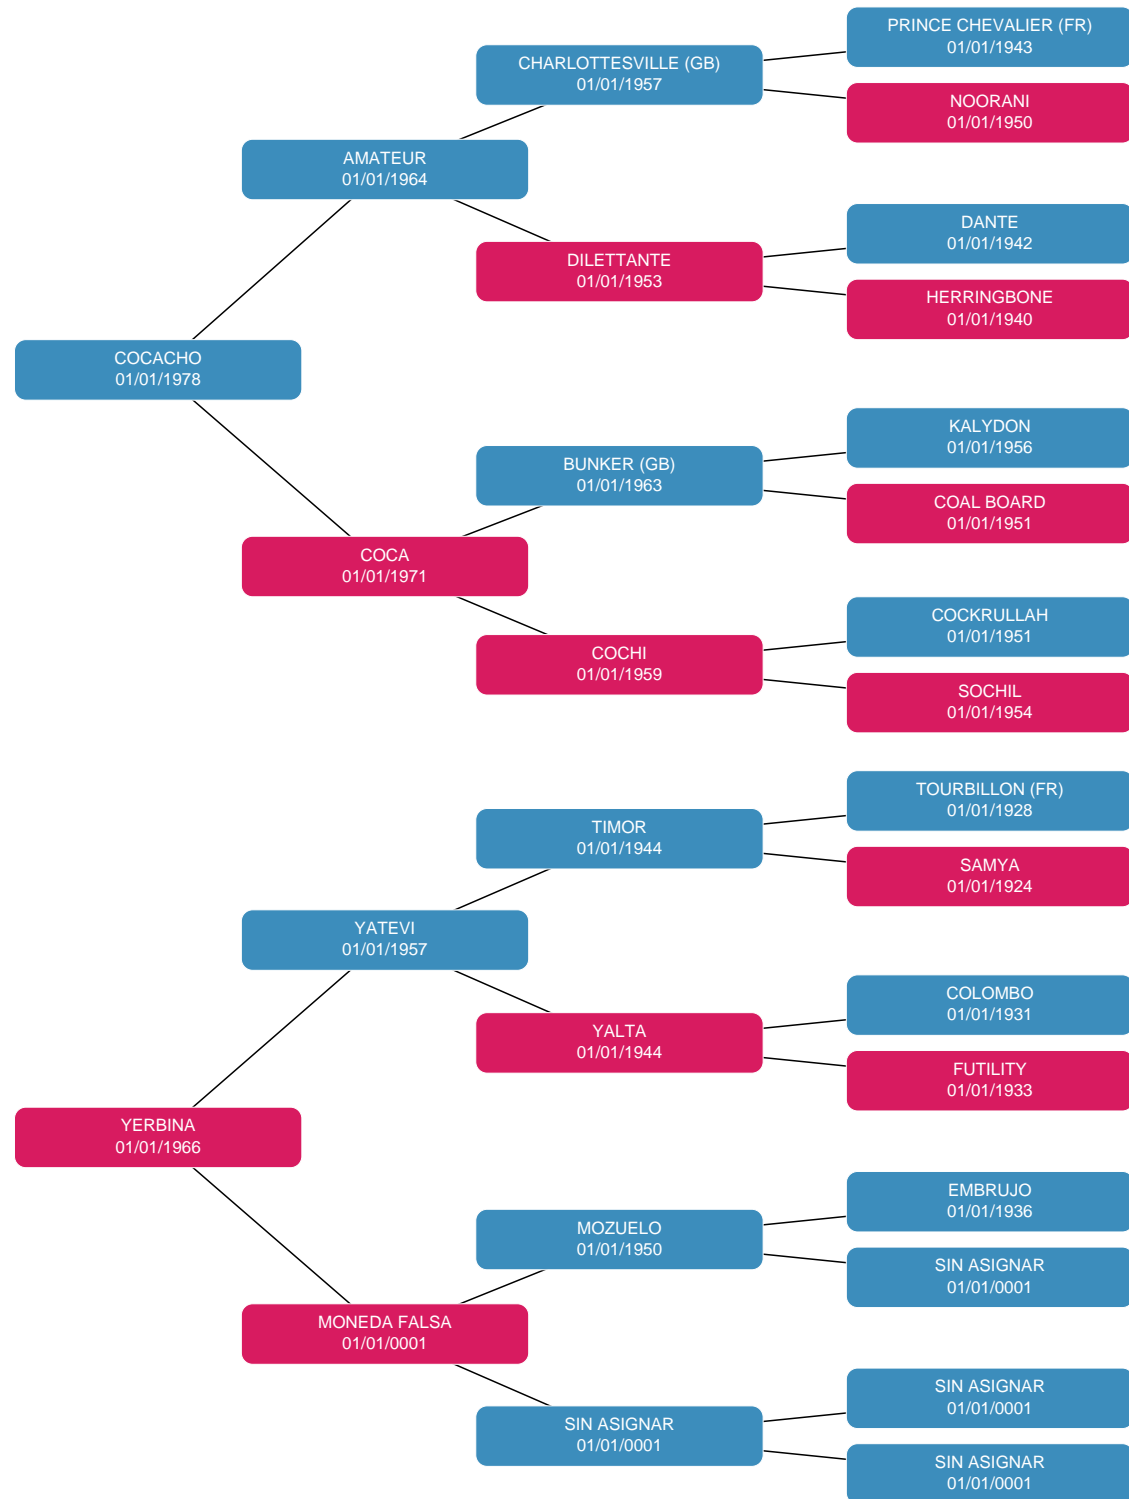 PRINCE CHEVALIER (FR)
01/01/1943
CHARLOTTESVILLE (GB)
01/01/1957
NOORANI
01/01/1950
AMATEUR
01/01/1964
DANTE
01/01/1942
DILETTANTE
01/01/1953
HERRINGBONE
01/01/1940
COCACHO
01/01/1978
KALYDON
01/01/1956
BUNKER (GB)
01/01/1963
COAL BOARD
01/01/1951
COCA
01/01/1971
COCKRULLAH
01/01/1951
COCHI
01/01/1959
SOCHIL
01/01/1954
TOURBILLON (FR)
01/01/1928
TIMOR
01/01/1944
SAMYA
01/01/1924
YATEVI
01/01/1957
COLOMBO
01/01/1931
YALTA
01/01/1944
FUTILITY
01/01/1933
YERBINA
01/01/1966
EMBRUJO
01/01/1936
MOZUELO
01/01/1950
SIN ASIGNAR
01/01/0001
MONEDA FALSA
01/01/0001
SIN ASIGNAR
01/01/0001
SIN ASIGNAR
01/01/0001
SIN ASIGNAR
01/01/0001